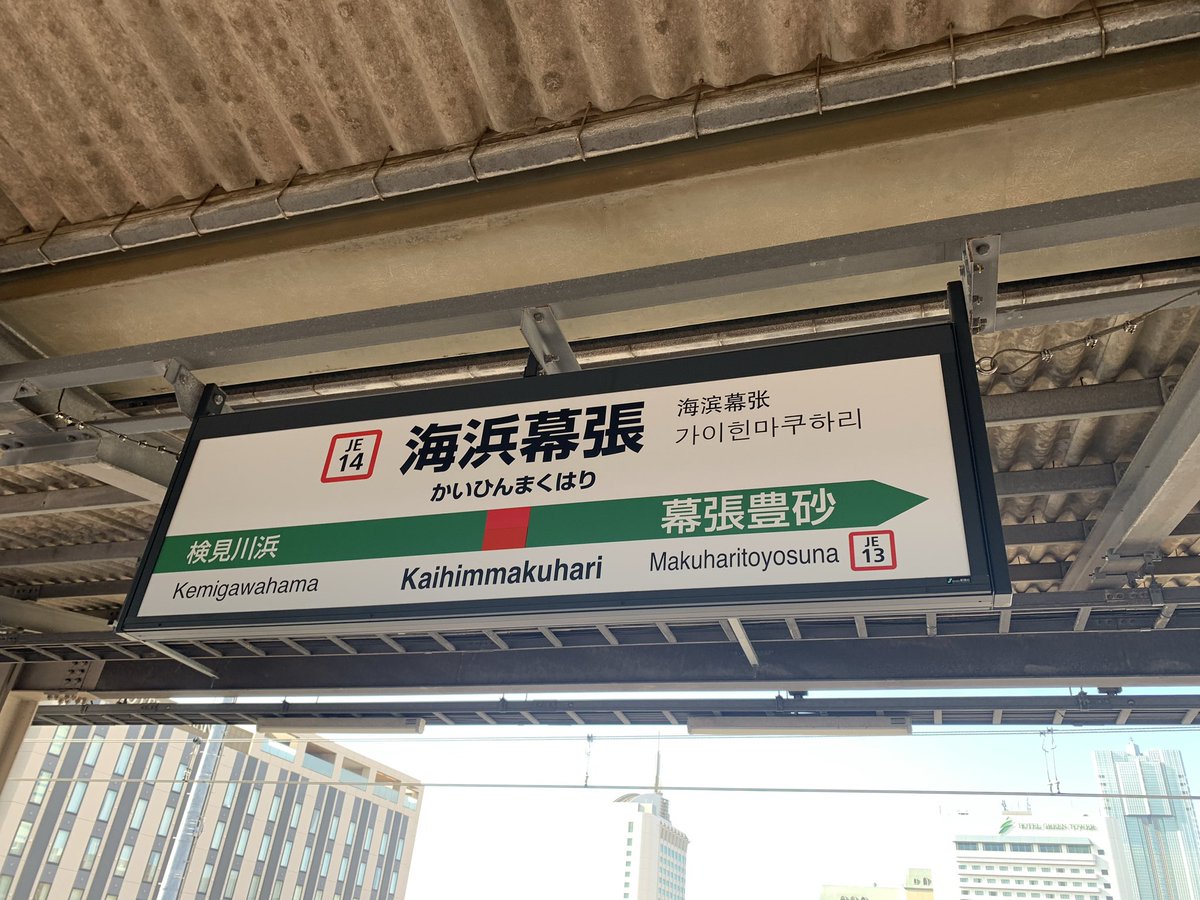 JE
14
海浜幕張
かいひんまくはり
海滨幕张
가이힌마쿠하리
検見川浜
幕張豊砂
Kemigawahama
Kaihimmakuhari
Makuharitoyosuna
JE
13
HOTEL GREEN TOWER